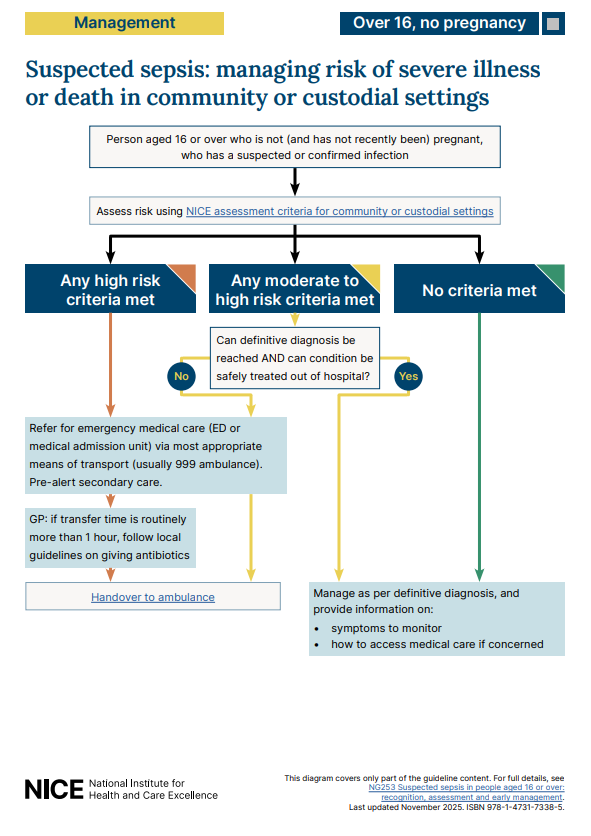 Management
Over 16, no pregnancy
Suspected sepsis: managing risk of severe illness
or death in community or custodial settings
Person aged 16 or over who is not (and has not recently been) pregnant,
who has a suspected or confirmed infection
Assess risk using NICE assessment criteria for community or custodial settings
Any high risk
criteria met
Any moderate to
high risk criteria met
No criteria met
Can definitive diagnosis be
reached AND can condition be
safely treated out of hospital?
No
Yes
Refer for emergency medical care (ED or
medical admission unit) via most appropriate
means of transport (usually 999 ambulance).
Pre-alert secondary care.
GP: if transfer time is routinely
more than 1 hour, follow local
guidelines on giving antibiotics
Handover to ambulance
Manage as per definitive diagnosis, and
provide information on:
• symptoms to monitor
• how to access medical care if concerned
NICE National Institute for
Health and Care Excellence
This diagram covers only part of the guideline content. For full details, see
NG253 Suspected sepsis in people aged 16 or over:
recognition, assessment and early management.
Last updated November 2025. ISBN 978-1-4731-7338-5.